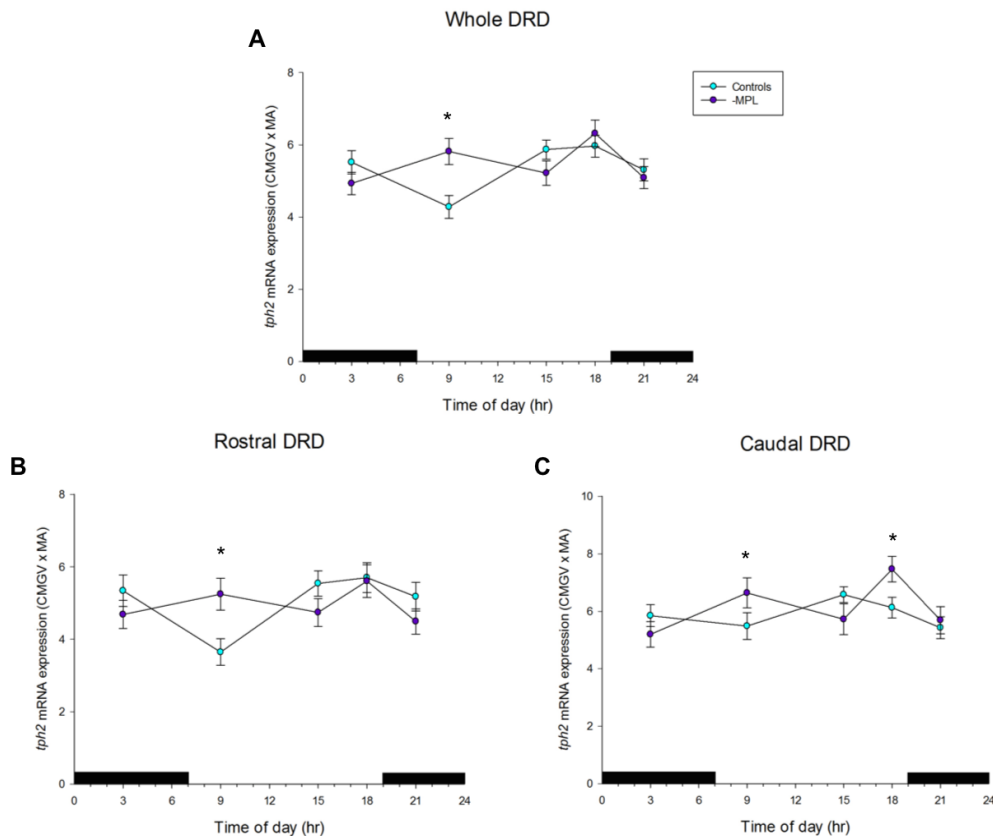 Whole DRD
A
8
6
4
2
0
tph2 mRNA expression (CMGV x MA)
*
Controls
-MPL
0 3 6 9 12 15 18 21 24
Time of day (hr)
Rostral DRD
B
8
6
4
2
0
tph2 mRNA expression (CMGV x MA)
*
0 3 6 9 12 15 18 21 24
Time of day (hr)
Caudal DRD
C
10
8
6
4
2
0
tph2 mRNA expression (CMGV x MA)
* *
0 3 6 9 12 15 18 21 24
Time of day (hr)